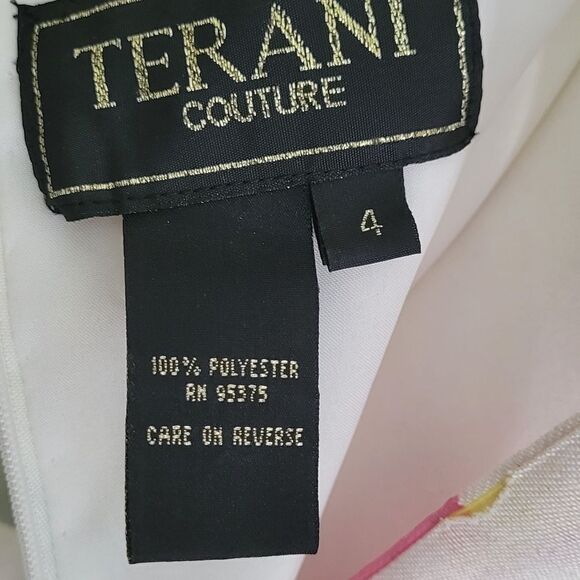 TERANI
COUTURE
4
100% POLYESTER
RN 95375
CARE ON REVERSE